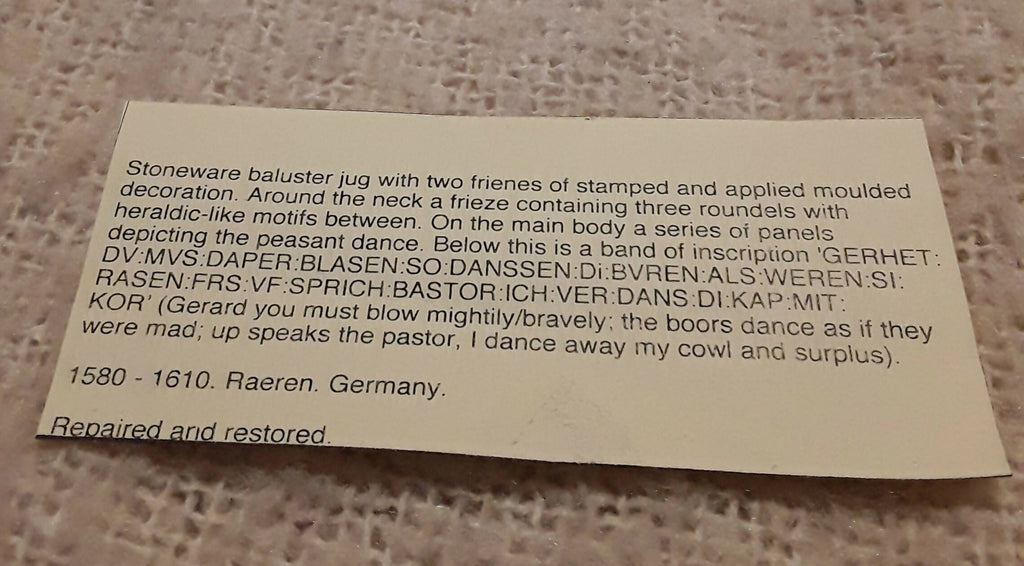 Stoneware baluster jug with two frienes of stamped and applied moulded
decoration. Around the neck a frieze containing three roundels with
heraldic-like motifs between. On the main body a series of panels
depicting the peasant dance. Below this is a band of inscription 'GERHET:
DV:MVS:DAPER:BLASEN:SO:DANSSEN:Di:BVREN:ALS:WEREN:SI:
RASEN:FRS:VF:SPRICH:BASTOR:ICH:VER:DANS:DI:KAP:MIT:
KOR' (Gerard you must blow mightily/bravely; the boors dance as if they
were mad; up speaks the pastor, I dance away my cowl and surplus).
1580 - 1610. Raeren. Germany.
Repaired and restored.